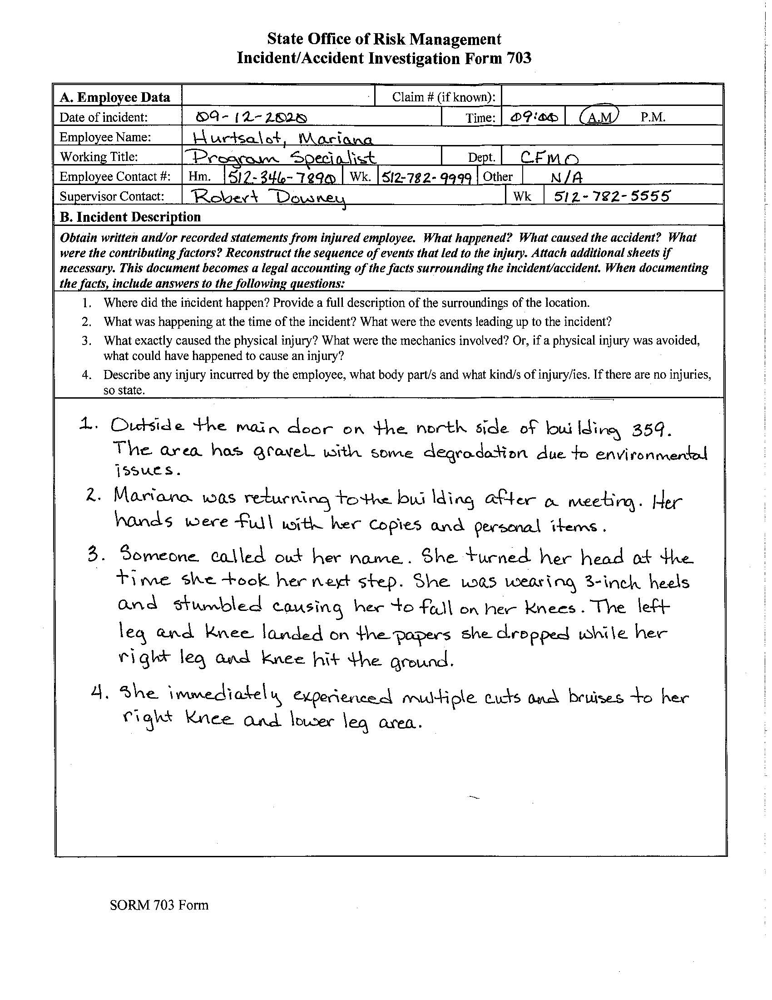 State Office of Risk Management
Incident/Accident Investigation Form 703
A. Employee Data Claim # (if known):
Date of incident: 09-12-2020 Time: 09:00 A.M P.M.
Employee Name: Hurtsalot, Mariana
Working Title: Program Specialist Dept. CFMO
Employee Contact #: Hm. 512-346-7890 Wk. 512-782-9999 Other N/A
Supervisor Contact: Robert Downey Wk 512-782-5555
B. Incident Description
Obtain written and/or recorded statements from injured employee. What happened? What caused the accident? What
were the contributing factors? Reconstruct the sequence of events that led to the injury. Attach additional sheets if
necessary. This document becomes a legal accounting of the facts surrounding the incident/accident. When documenting
the facts, include answers to the following questions:
1. Where did the incident happen? Provide a full description of the surroundings of the location.
2. What was happening at the time of the incident? What were the events leading up to the incident?
3. What exactly caused the physical injury? What were the mechanics involved? Or, if a physical injury was avoided,
what could have happened to cause an injury?
4. Describe any injury incurred by the employee, what body part/s and what kind/s of injury/ies. If there are no injuries,
so state.
1. Outside the main door on the north side of building 359.
The area has gravel with some degradation due to environmental
issues.
2. Mariana was returning to the building after a meeting. Her
hands were full with her copies and personal items.
3. Someone called out her name. She turned her head at the
time she took her next step. She was wearing 3-inch heels
and stumbled causing her to fall on her knees. The left
leg and knee landed on the papers she dropped while her
right leg and knee hit the ground.
4. She immediately experienced multiple cuts and bruises to her
right knee and lower leg area.
SORM 703 Form